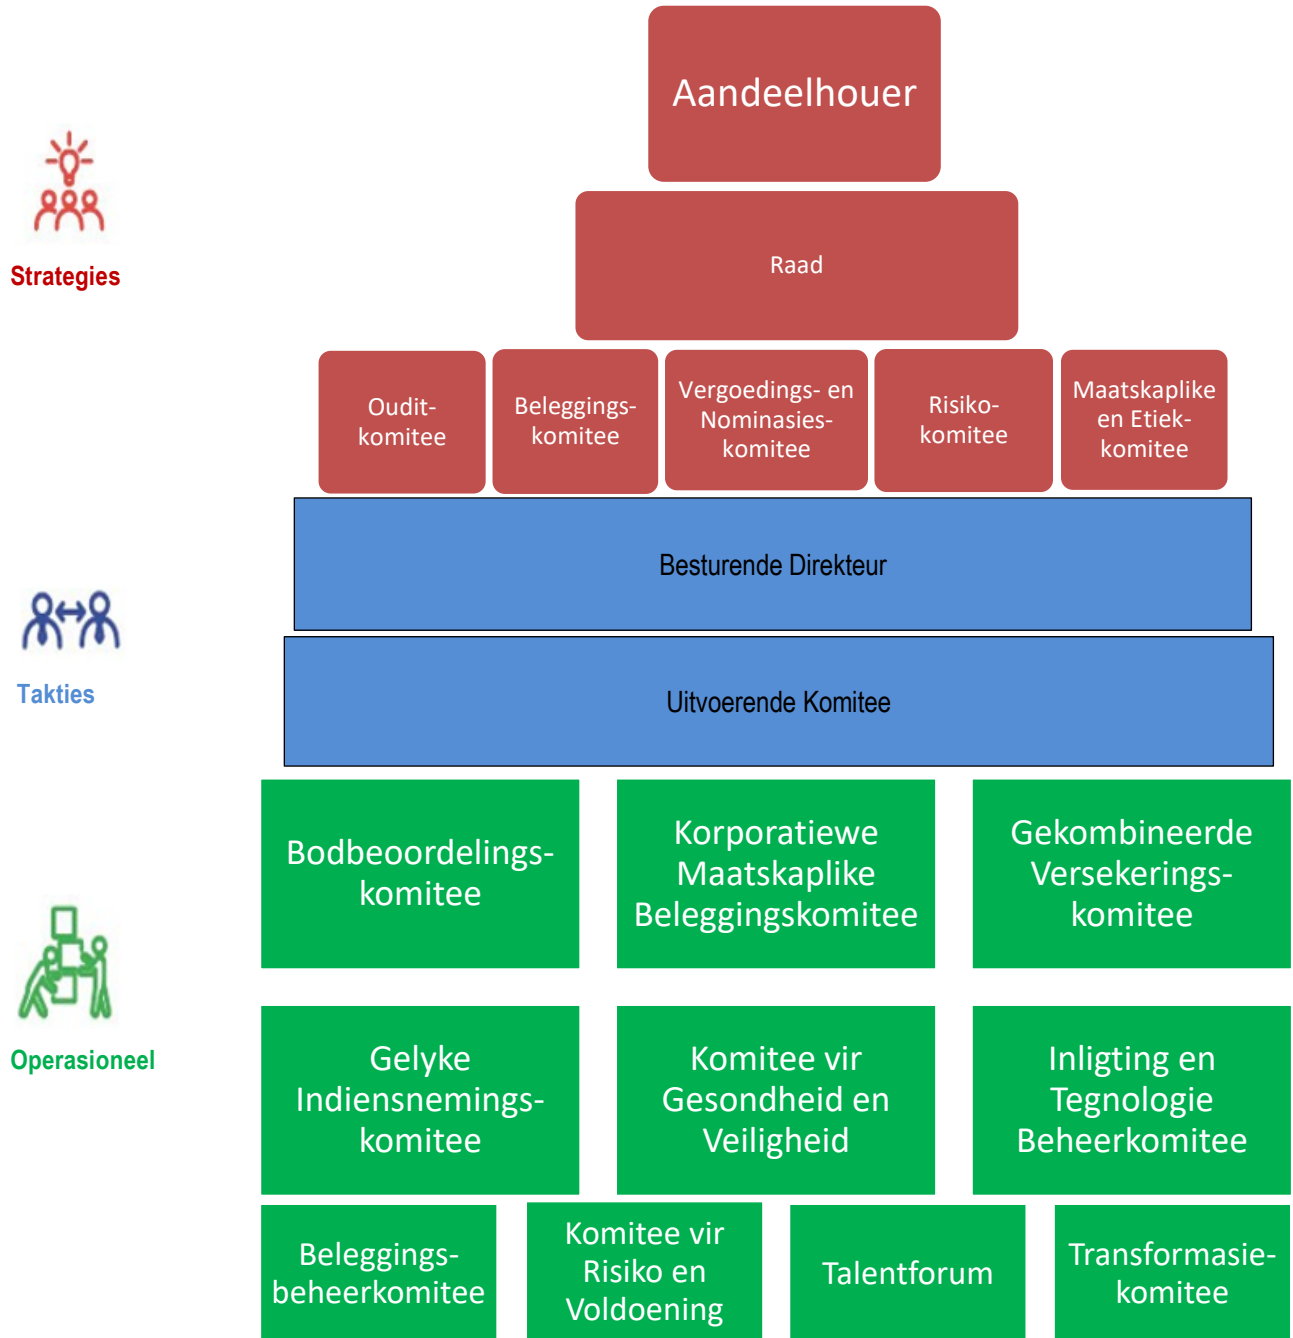 Aandeelhouer
Strategies
Raad
Oudit-
komitee
Beleggings-
komitee
Vergoedings- en
Nominasies-
komitee
Risiko-
komitee
Maatskaplike
en Etiek-
komitee
Besturende Direkteur
Takties
Uitvoerende Komitee
Bodbeoordelings-
komitee
Korporatiewe
Maatskaplike
Beleggingskomitee
Gekombineerde
Versekerings-
komitee
Operasioneel
Gelyke
Indiensnemings-
komitee
Komitee vir
Gesondheid en
Veiligheid
Inligting en
Tegnologie
Beheerkomitee
Beleggings-
beheerkomitee
Komitee vir
Risiko en
Voldoening
Talentforum
Transformasie-
komitee